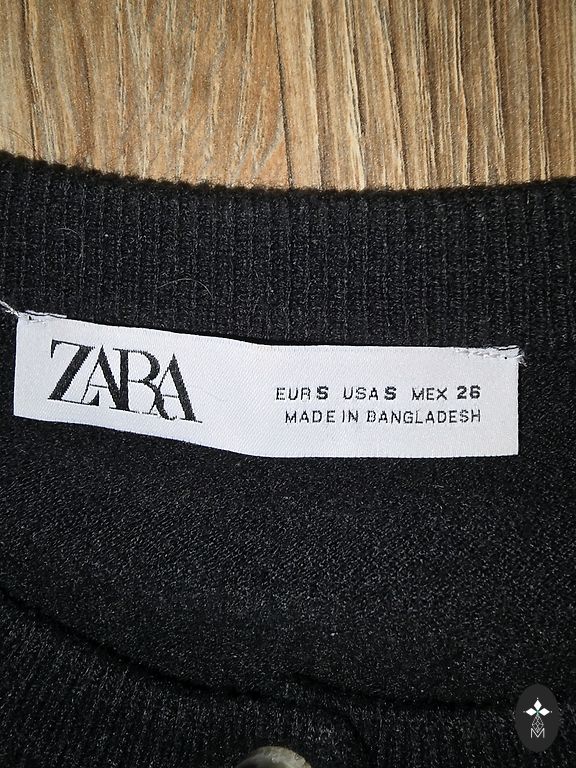 ZARA
EUR S USA S MEX 26
MADE IN BANGLADESH
M